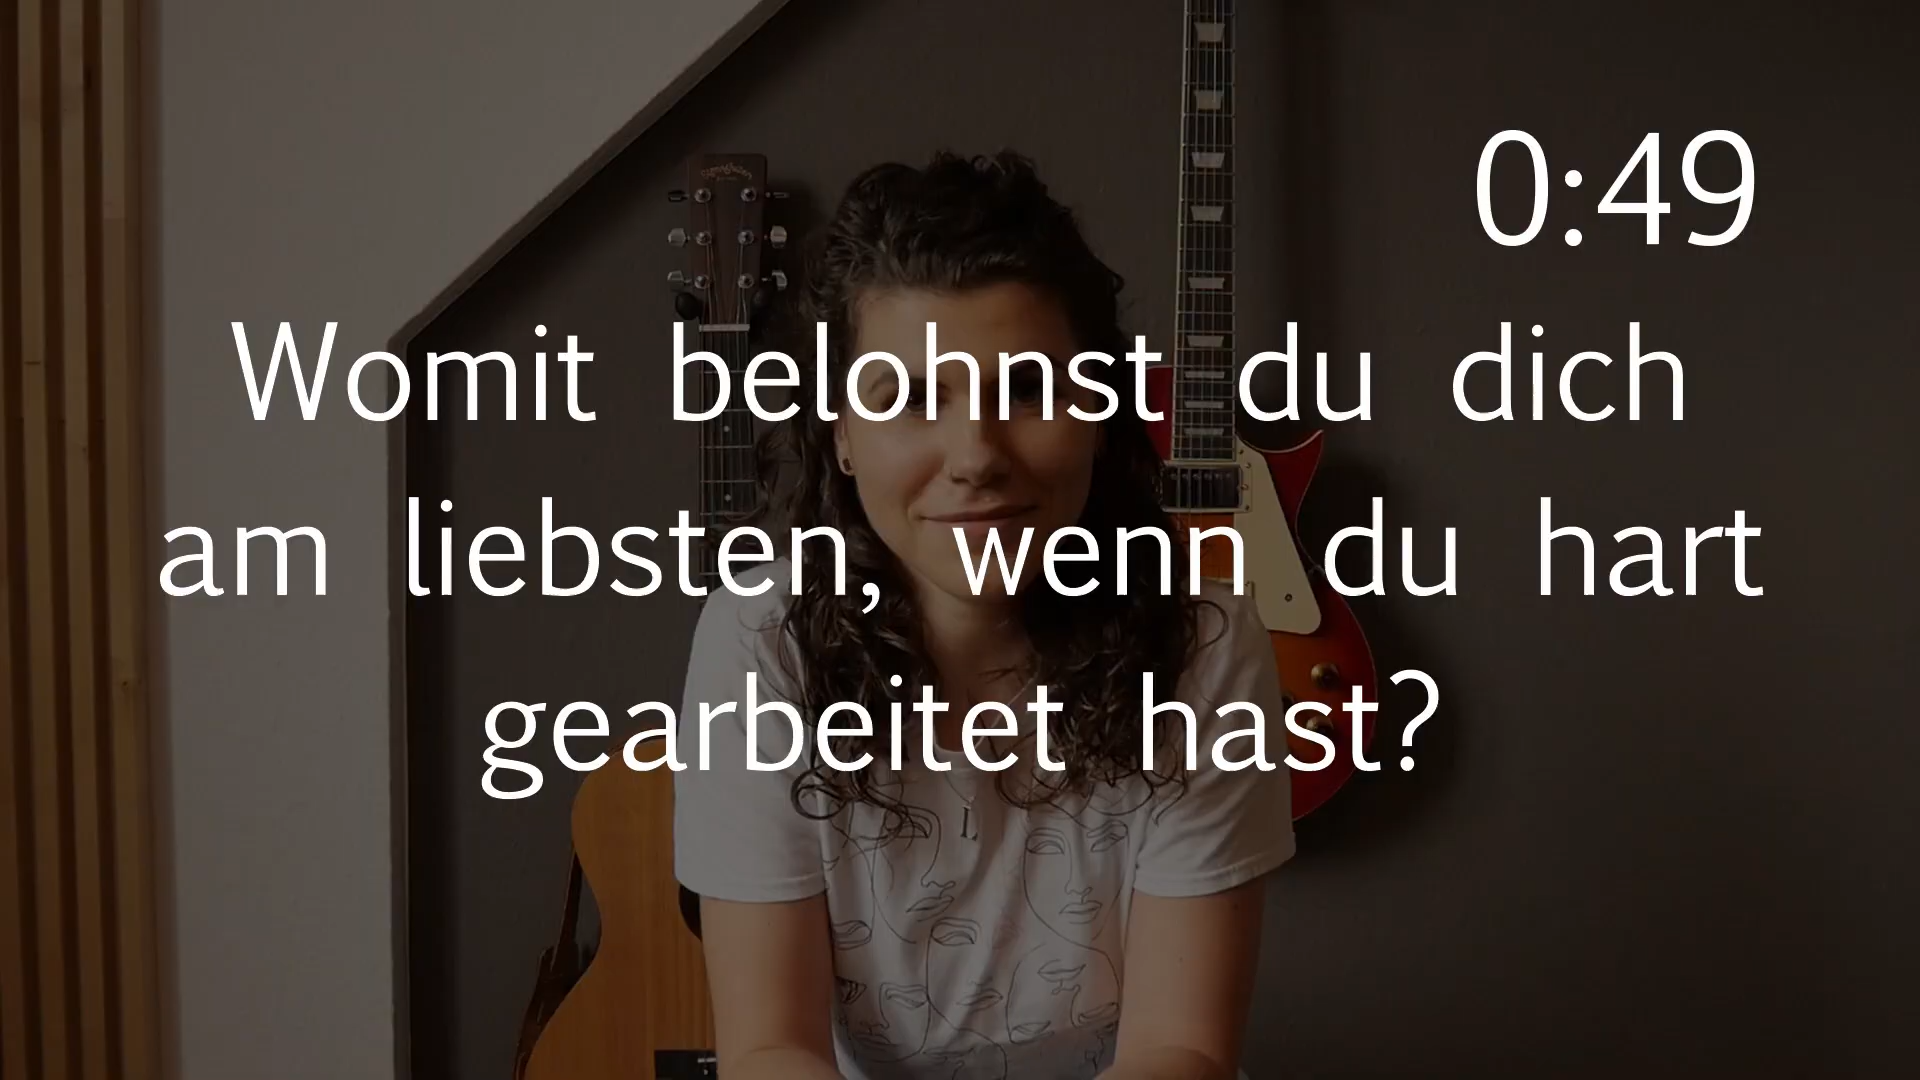 0:49
Womit belohnst du dich
am liebsten, wenn du hart
gearbeitet hast?
L